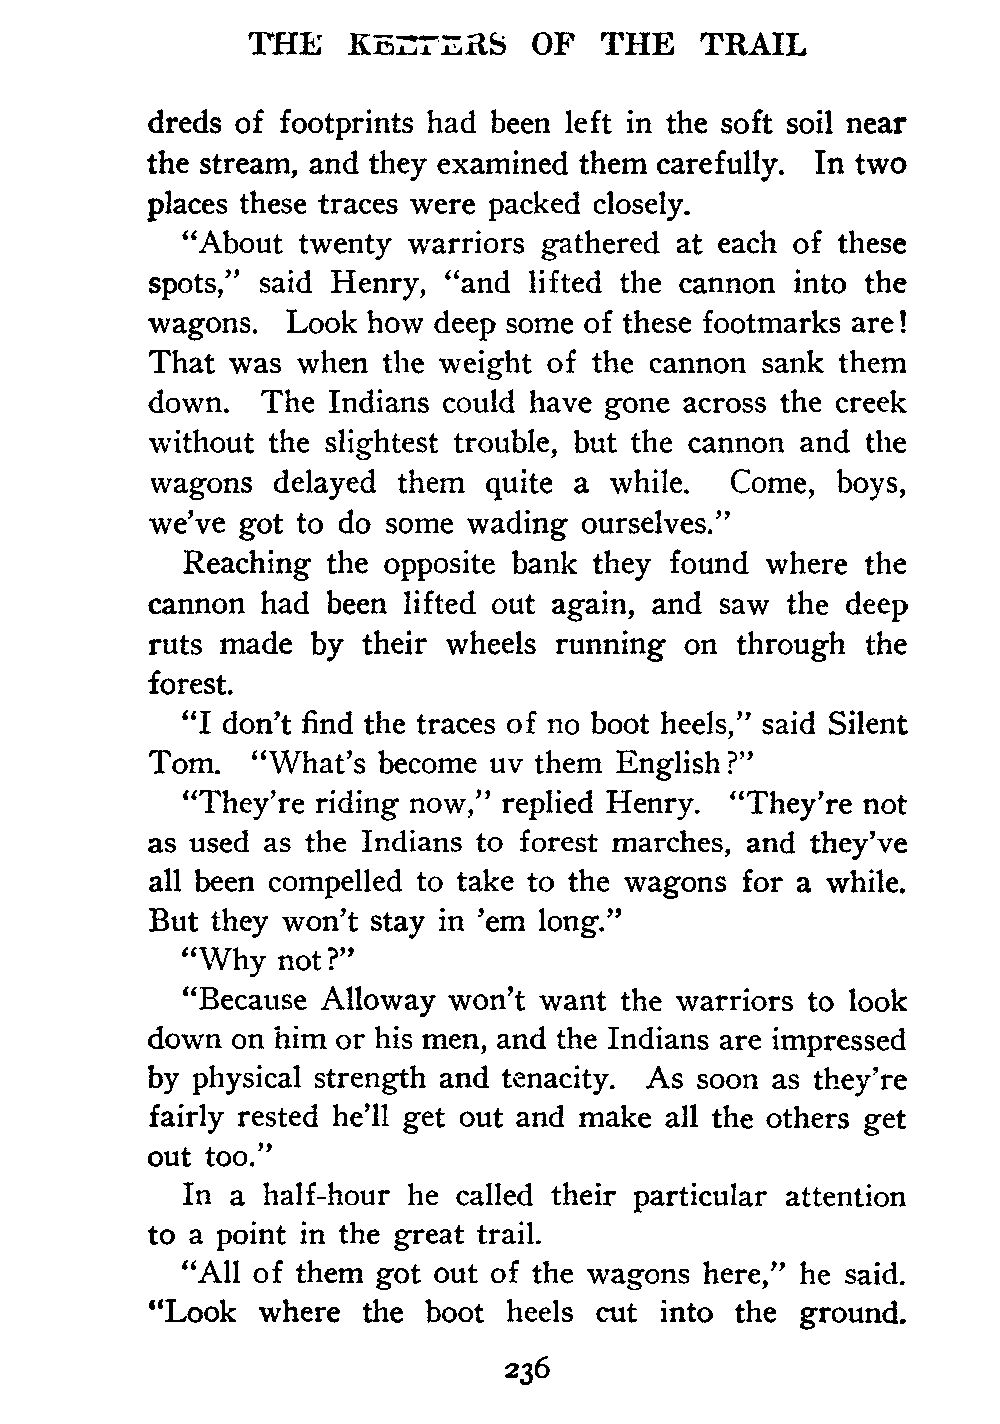 THE KEEPERS OF THE TRAIL
dreds of footprints had been left in the soft soil near
the stream, and they examined them carefully. In two
places these traces were packed closely.
“About twenty warriors gathered at each of these
spots,” said Henry, “and lifted the cannon into the
wagons. Look how deep some of these footmarks are!
That was when the weight of the cannon sank them
down. The Indians could have gone across the creek
without the slightest trouble, but the cannon and the
wagons delayed them quite a while. Come, boys,
we’ve got to do some wading ourselves.”
Reaching the opposite bank they found where the
cannon had been lifted out again, and saw the deep
ruts made by their wheels running on through the
forest.
“I don’t find the traces of no boot heels,” said Silent
Tom. “What’s become uv them English?”
“They’re riding now,” replied Henry. “They’re not
as used as the Indians to forest marches, and they’ve
all been compelled to take to the wagons for a while.
But they won’t stay in ’em long.”
“Why not?”
“Because Alloway won’t want the warriors to look
down on him or his men, and the Indians are impressed
by physical strength and tenacity. As soon as they’re
fairly rested he’ll get out and make all the others get
out too.”
In a half-hour he called their particular attention
to a point in the great trail.
“All of them got out of the wagons here,” he said.
“Look where the boot heels cut into the ground.
236